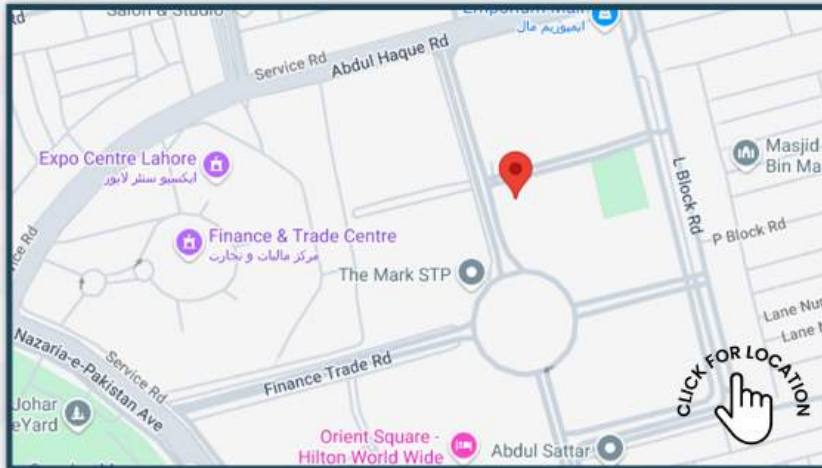 Salon & Studio
Emporium Mall
ایمپوریم مال
Service Rd
Abdul Haque Rd
Expo Centre Lahore
ایکسپو سنٹر لاہور
Masjid
Bin Ma
L Block Rd
P Block Rd
Finance & Trade Centre
مرکز مالیات و تجارت
The Mark STP
Service Rd
Nazaria-e-Pakistan Ave
Finance Trade Rd
Johar
eYard
Orient Square -
Hilton World Wide
Abdul Sattar
Lane Nur
Lane N
CLICK FOR LOCATION